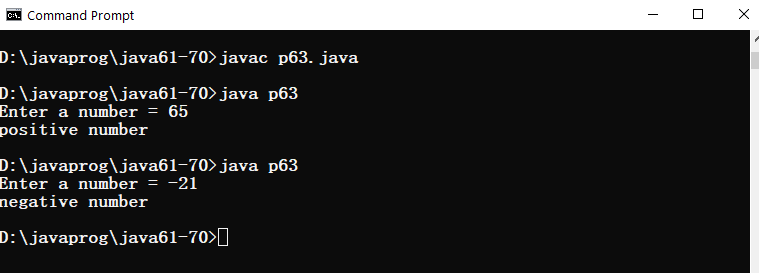 Command Prompt
D:\javaprog\java61-70>javac p63.java
D:\javaprog\java61-70>java p63
Enter a number = 65
positive number
D:\javaprog\java61-70>java p63
Enter a number = -21
negative number
D:\javaprog\java61-70>